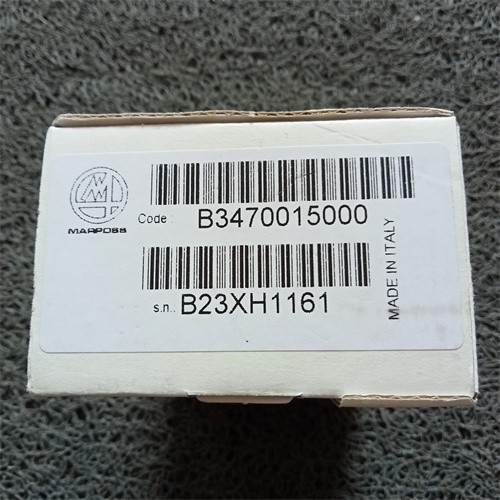 MARPOSS
Code : B3470015000
s.n.. B23XH1161
MADE IN ITALY